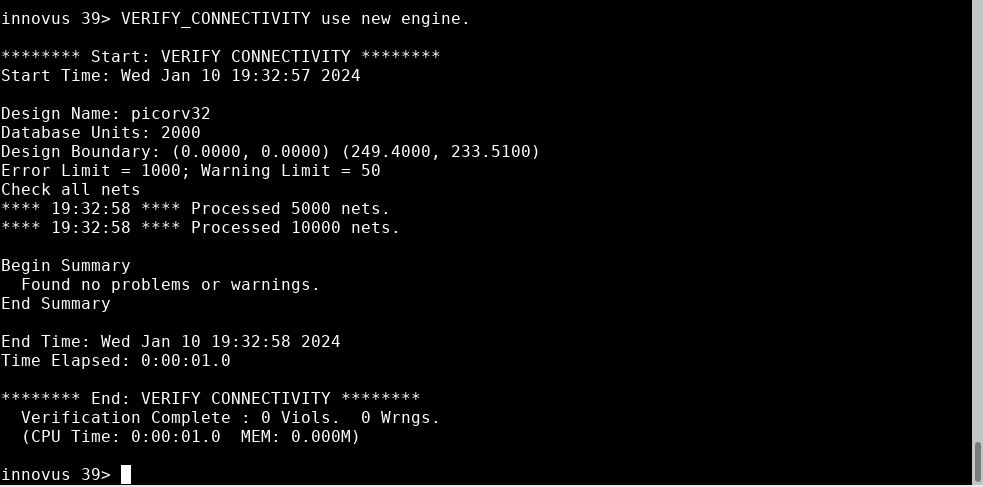 innovus 39> VERIFY_CONNECTIVITY use new engine.
******** Start: VERIFY CONNECTIVITY ********
Start Time: Wed Jan 10 19:32:57 2024
Design Name: picorv32
Database Units: 2000
Design Boundary: (0.0000, 0.0000) (249.4000, 233.5100)
Error Limit = 1000; Warning Limit = 50
Check all nets
**** 19:32:58 **** Processed 5000 nets.
**** 19:32:58 **** Processed 10000 nets.
Begin Summary
  Found no problems or warnings.
End Summary
End Time: Wed Jan 10 19:32:58 2024
Time Elapsed: 0:00:01.0
******** End: VERIFY CONNECTIVITY ********
  Verification Complete : 0 Viols.  0 Wrngs.
  (CPU Time: 0:00:01.0  MEM: 0.000M)
innovus 39>